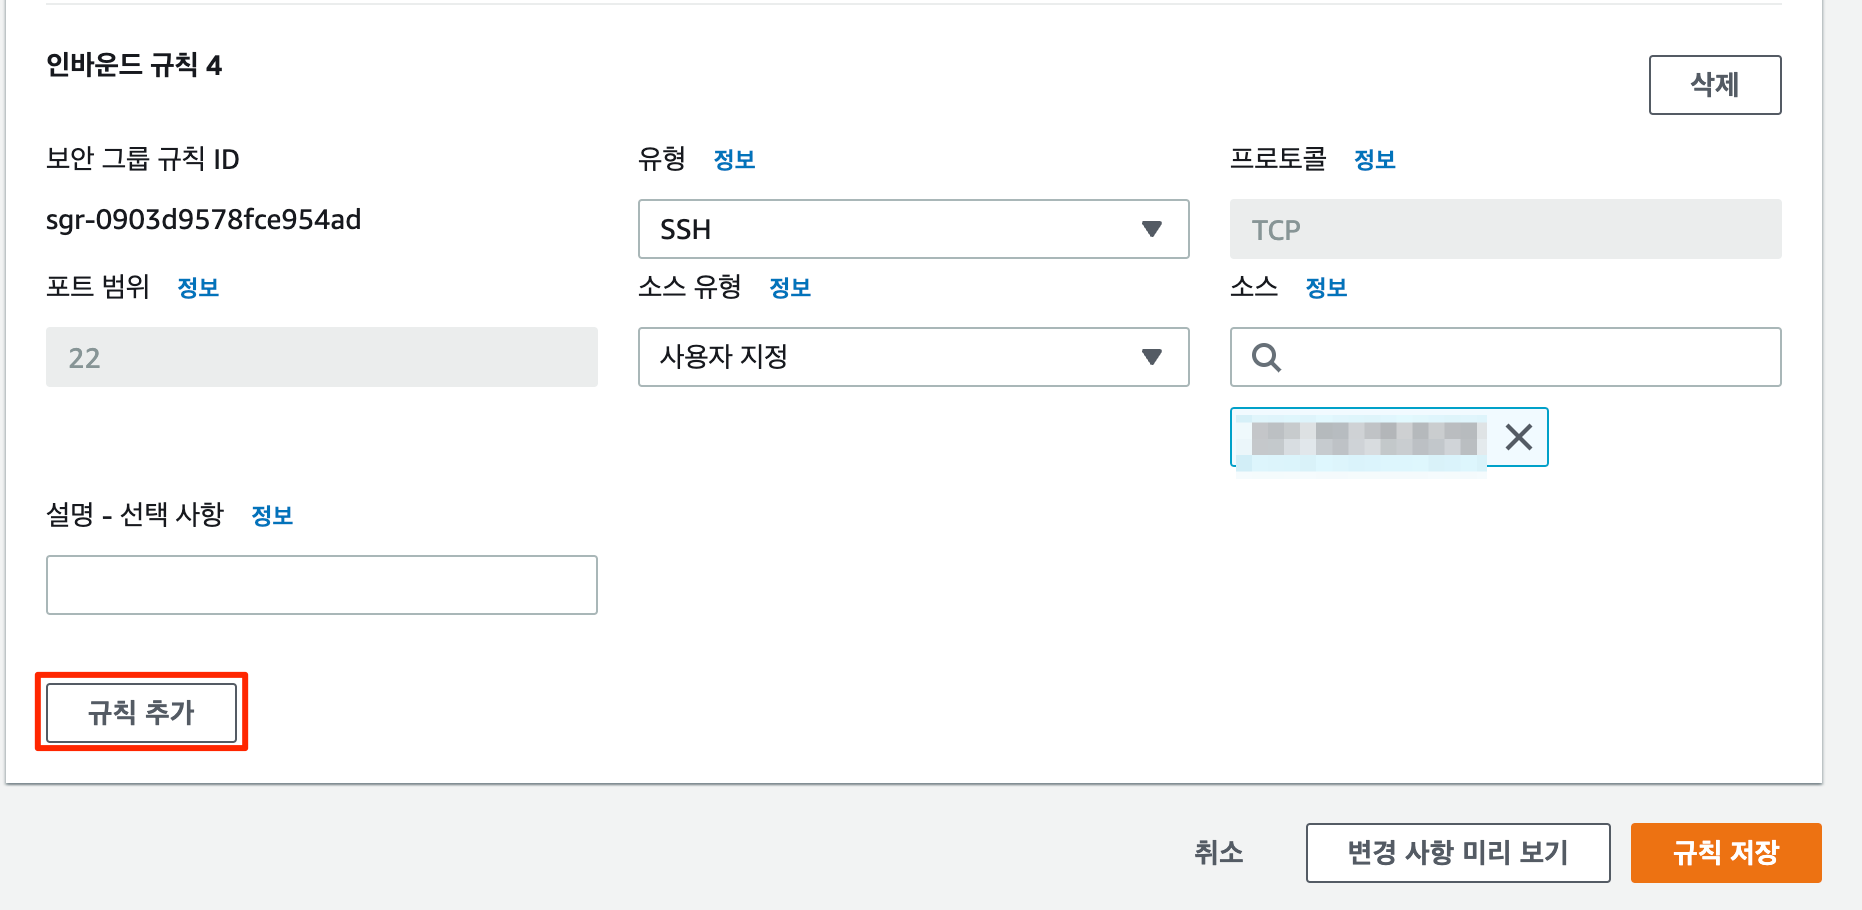 인바운드 규칙 4
삭제
보안 그룹 규칙 ID
유형 정보
프로토콜 정보
sgr-0903d9578fce954ad
SSH
TCP
포트 범위 정보
소스 유형 정보
소스 정보
22
사용자 지정
설명 - 선택 사항 정보
규칙 추가
취소
변경 사항 미리 보기
규칙 저장